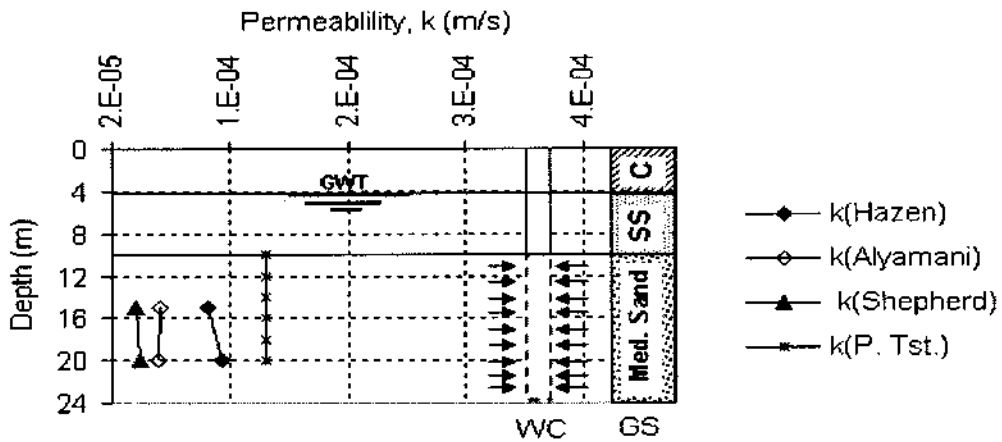 Permeablility, k (m/s)
2.E-05 1.E-04 2.E-04 3.E-04 4.E-04
Depth (m)
0
4
8
12
16
20
24
GWT
C
SS
Med. Sand
WC GS
k(Hazen)
k(Alyamani)
k(Shepherd)
k(P. Tst.)